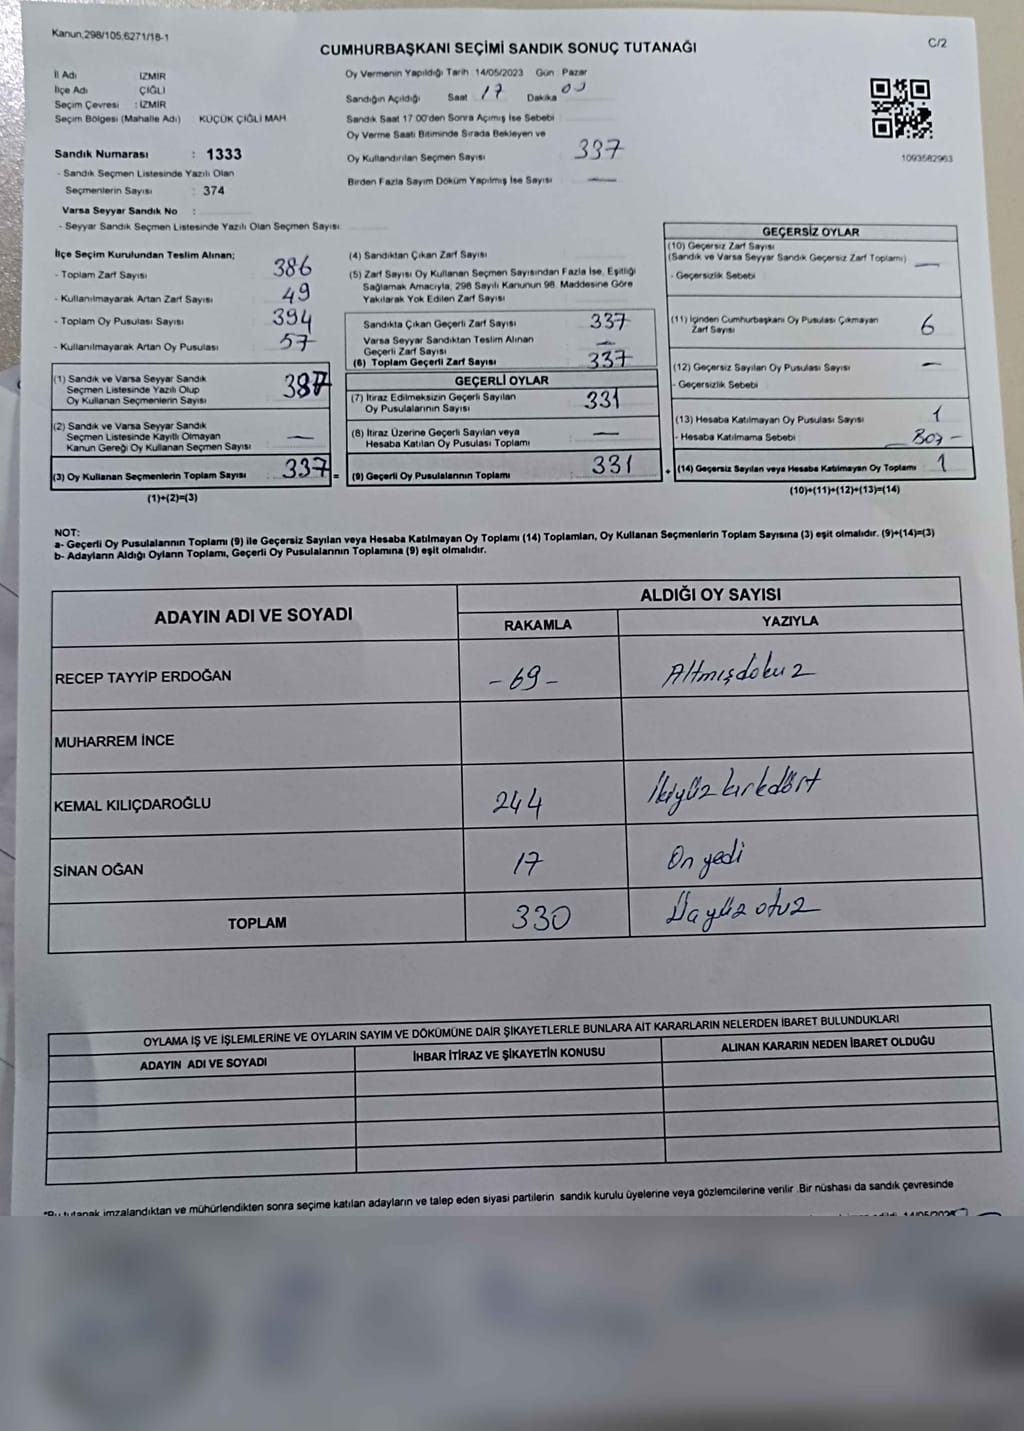 Kanun,298/105,6271/18-1
CUMHURBAŞKANI SEÇİMİ SANDIK SONUÇ TUTANAĞI
C/2
İl Adı İZMİR
İlçe Adı ÇİĞLİ
Seçim Çevresi : İZMİR
Seçim Bölgesi (Mahalle Adı) KÜÇÜK ÇİĞLİ MAH
Sandık Numarası : 1333
- Sandık Seçmen Listesinde Yazılı Olan
Seçmenlerin Sayısı : 374
Varsa Seyyar Sandık No :
- Seyyar Sandık Seçmen Listesinde Yazılı Olan Seçmen Sayısı:
Oy Vermenin Yapıldığı Tarih 14/05/2023 Gün : Pazar
Sandığın Açıldığı Saat 17 Dakika 00
Sandık Saat 17:00'den Sonra Açımış İse Sebebi
Oy Verme Saati Bitiminde Sırada Bekleyen ve
Oy Kullandırılan Seçmen Sayısı 337
Birden Fazla Sayım Döküm Yapılmış İse Sayısı —
1093582963
İlçe Seçim Kurulundan Teslim Alınan;
- Toplam Zarf Sayısı 386
- Kullanılmayarak Artan Zarf Sayısı 49
- Toplam Oy Pusulası Sayısı 394
- Kullanılmayarak Artan Oy Pusulası 57
(1) Sandık ve Varsa Seyyar Sandık
Seçmen Listesinde Yazılı Olup
Oy Kullanan Seçmenlerin Sayısı 337
(2) Sandık ve Varsa Seyyar Sandık
Seçmen Listesinde Kayıtlı Olmayan
Kanun Gereği Oy Kullanan Seçmen Sayısı —
(3) Oy Kullanan Seçmenlerin Toplam Sayısı 337 =
(1)+(2)=(3)
(4) Sandıktan Çıkan Zarf Sayısı
(5) Zarf Sayısı Oy Kullanan Seçmen Sayısından Fazla İse, Eşitliği
Sağlamak Amacıyla, 298 Sayılı Kanunun 98. Maddesine Göre
Yakılarak Yok Edilen Zarf Sayısı
Sandıkta Çıkan Geçerli Zarf Sayısı 337
Varsa Seyyar Sandıktan Teslim Alınan
Geçerli Zarf Sayısı —
(6) Toplam Geçerli Zarf Sayısı 337
GEÇERLİ OYLAR
(7) İtiraz Edilmeksizin Geçerli Sayılan
Oy Pusulalarının Sayısı 331
(8) İtiraz Üzerine Geçerli Sayılan veya
Hesaba Katılan Oy Pusulası Toplamı —
(9) Geçerli Oy Pusulalarının Toplamı 331 +
GEÇERSİZ OYLAR
(10) Geçersiz Zarf Sayısı
(Sandık ve Varsa Seyyar Sandık Geçersiz Zarf Toplamı) —
- Geçersizlik Sebebi
(11) İçinden Cumhurbaşkanı Oy Pusulası Çıkmayan
Zarf Sayısı 6
(12) Geçersiz Sayılan Oy Pusulası Sayısı —
- Geçersizlik Sebebi
(13) Hesaba Katılmayan Oy Pusulası Sayısı 1
- Hesaba Katılmama Sebebi : Boş -
(14) Geçersiz Sayılan veya Hesaba Katılmayan Oy Toplamı 1
(10)+(11)+(12)+(13)=(14)
NOT:
a- Geçerli Oy Pusulalarının Toplamı (9) ile Geçersiz Sayılan veya Hesaba Katılmayan Oy Toplamı (14) Toplamları, Oy Kullanan Seçmenlerin Toplam Sayısına (3) eşit olmalıdır. (9)+(14)=(3)
b- Adayların Aldığı Oyların Toplamı, Geçerli Oy Pusulalarının Toplamına (9) eşit olmalıdır.
ADAYIN ADI VE SOYADI ALDIĞI OY SAYISI
RAKAMLA YAZIYLA
RECEP TAYYİP ERDOĞAN -69- Altmışdokuz
MUHARREM İNCE
KEMAL KILIÇDAROĞLU 244 İkiyüz kırkdört
SİNAN OĞAN 17 On yedi
TOPLAM 330 Üçyüz otuz
OYLAMA İŞ VE İŞLEMLERİNE VE OYLARIN SAYIM VE DÖKÜMÜNE DAİR ŞİKAYETLERLE BUNLARA AİT KARARLARIN NELERDEN İBARET BULUNDUKLARI
ADAYIN ADI VE SOYADI İHBAR İTİRAZ VE ŞİKAYETİN KONUSU ALINAN KARARIN NEDEN İBARET OLDUĞU
*Bu tutanak imzalandıktan ve mühürlendikten sonra seçime katılan adayların ve talep eden siyasi partilerin sandık kurulu üyelerine veya gözlemcilerine verilir Bir nüshası da sandık çevresinde